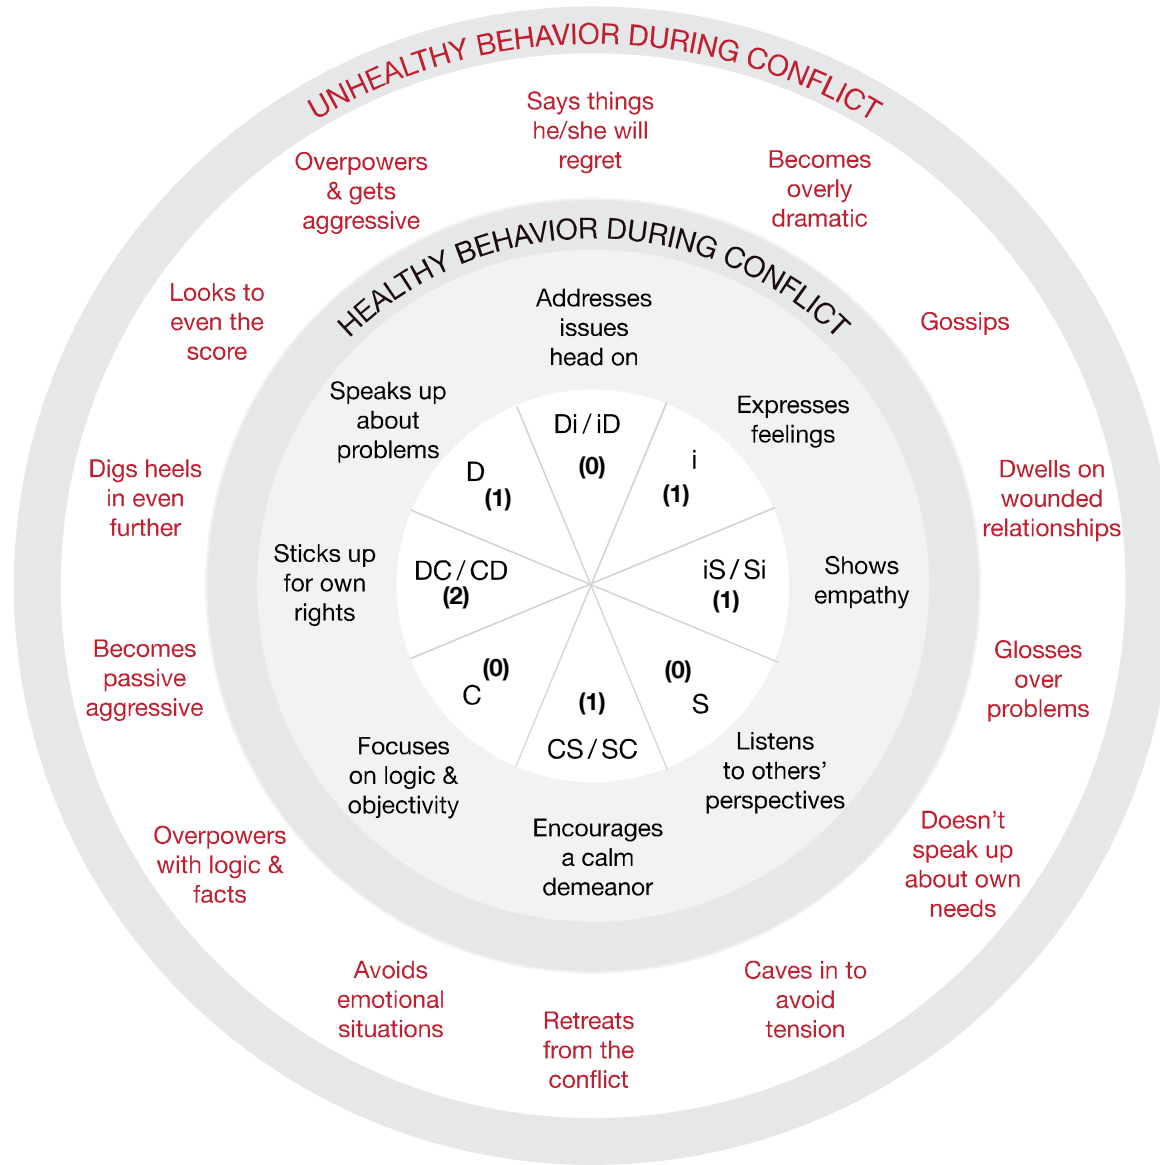 UNHEALTHY BEHAVIOR DURING CONFLICT
Says things
he/she will
regret
Becomes
overly
dramatic
Gossips
Dwells on
wounded
relationships
Glosses
over
problems
Doesn't
speak up
about own
needs
Caves in to
avoid
tension
Retreats
from the
conflict
Avoids
emotional
situations
Overpowers
with logic &
facts
Becomes
passive
aggressive
Digs heels
in even
further
Looks to
even the
score
Overpowers
& gets
aggressive
HEALTHY BEHAVIOR DURING CONFLICT
Addresses
issues
head on
Expresses
feelings
Shows
empathy
Listens
to others'
perspectives
Encourages
a calm
demeanor
Focuses
on logic &
objectivity
Sticks up
for own
rights
Speaks up
about
problems
Di / iD
(0)
i
(1)
iS / Si
(1)
(0)
S
(1)
CS / SC
(0)
C
DC / CD
(2)
D
(1)